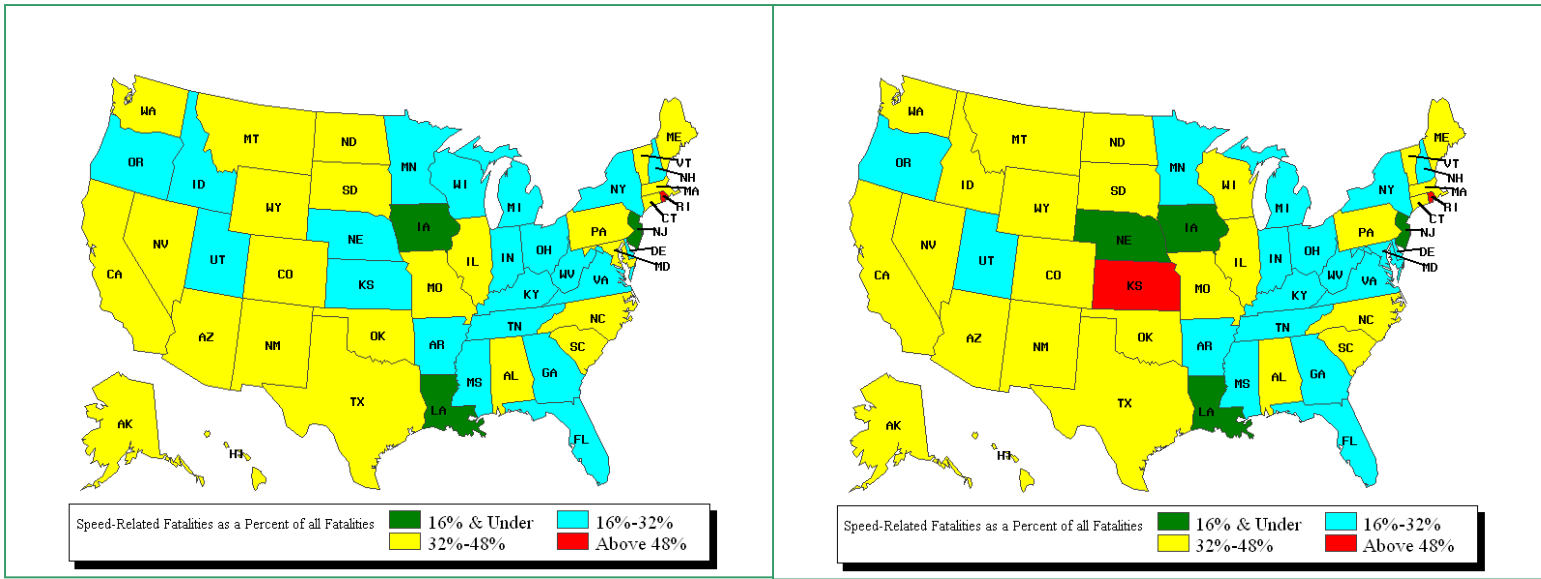 WA
MT
ND
MN
ME
OR
ID
SD
WI
MI
NY
VT
NH
MA
RI
CT
NJ
DE
MD
WY
NE
IA
PA
NV
UT
CO
KS
MO
IL
IN
OH
WV
VA
KY
CA
AZ
NM
OK
AR
TN
NC
SC
MS
AL
GA
TX
LA
FL
AK
HI
Speed-Related Fatalities as a Percent of all Fatalities
16% & Under
16%-32%
32%-48%
Above 48%
WA
MT
ND
MN
ME
OR
ID
SD
WI
MI
NY
VT
NH
MA
RI
CT
NJ
DE
MD
WY
NE
IA
PA
NV
UT
CO
KS
MO
IL
IN
OH
WV
VA
KY
CA
AZ
NM
OK
AR
TN
NC
SC
MS
AL
GA
TX
LA
FL
AK
HI
Speed-Related Fatalities as a Percent of all Fatalities
16% & Under
16%-32%
32%-48%
Above 48%